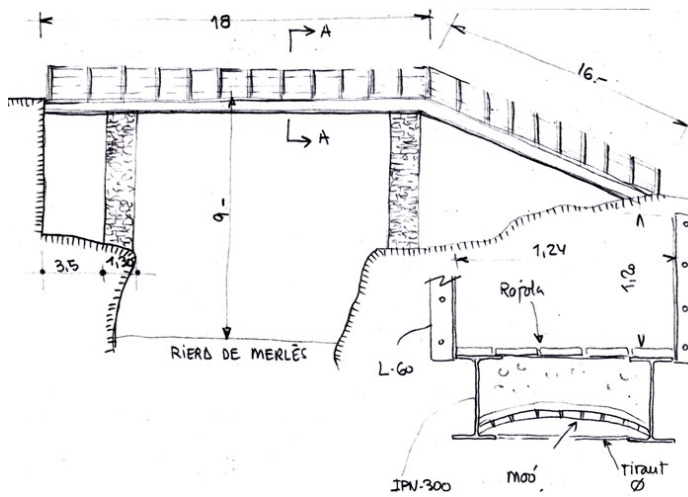 18
A
16.-
A
9-
3,5
1,30
1,24
1,20
Rajola
RIERA DE MERLÈS
L-60
IPN-300
moó
tirant
Ø